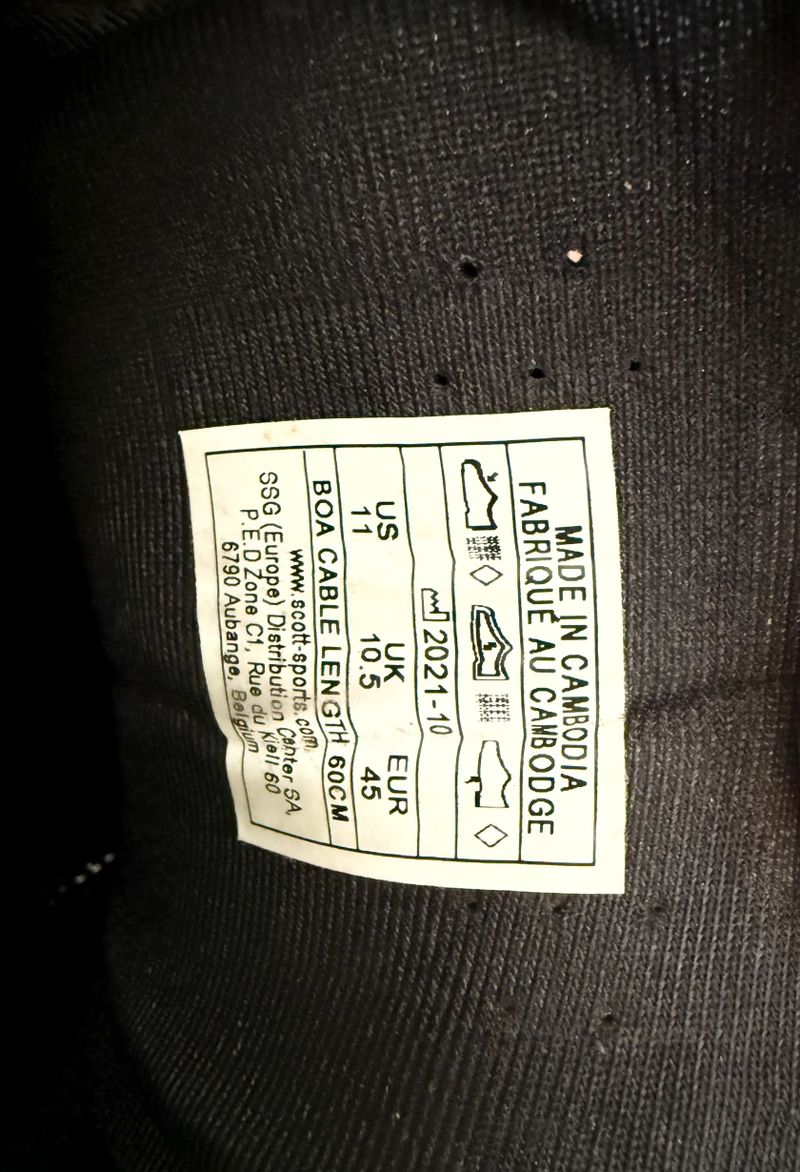 MADE IN CAMBODIA
FABRIQUÉ AU CAMBODGE
2021-10
US UK EUR
11 10.5 45
BOA CABLE LENGTH 60CM
www.scott-sports.com
SSG (Europe) Distribution Center SA,
P.E.D Zone C1, Rue du Kiell 60
6790 Aubange, Belgium